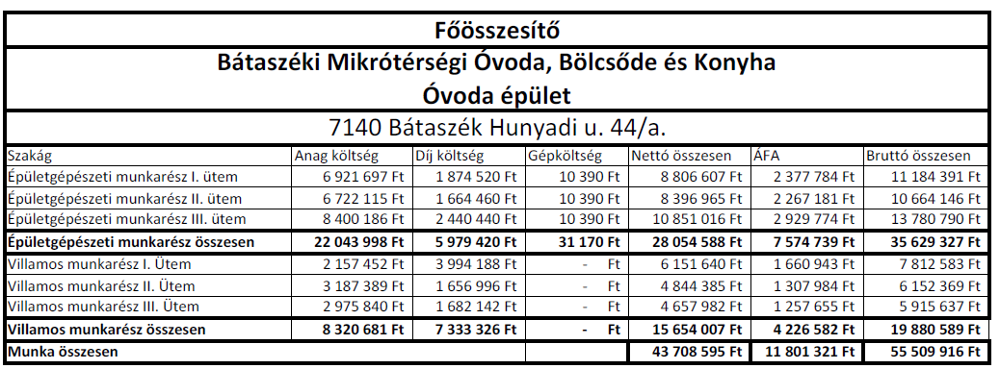 Főösszesítő
Bátaszéki Mikrótérségi Óvoda, Bölcsőde és Konyha
Óvoda épület
7140 Bátaszék Hunyadi u. 44/a.
Szakág Anag költség Díj költség Gépköltség Nettó összesen ÁFA Bruttó összesen
Épületgépészeti munkarész I. ütem 6 921 697 Ft 1 874 520 Ft 10 390 Ft 8 806 607 Ft 2 377 784 Ft 11 184 391 Ft
Épületgépészeti munkarész II. ütem 6 722 115 Ft 1 664 460 Ft 10 390 Ft 8 396 965 Ft 2 267 181 Ft 10 664 146 Ft
Épületgépészeti munkarész III. ütem 8 400 186 Ft 2 440 440 Ft 10 390 Ft 10 851 016 Ft 2 929 774 Ft 13 780 790 Ft
Épületgépészeti munkarész összesen 22 043 998 Ft 5 979 420 Ft 31 170 Ft 28 054 588 Ft 7 574 739 Ft 35 629 327 Ft
Villamos munkarész I. Ütem 2 157 452 Ft 3 994 188 Ft - Ft 6 151 640 Ft 1 660 943 Ft 7 812 583 Ft
Villamos munkarész II. Ütem 3 187 389 Ft 1 656 996 Ft - Ft 4 844 385 Ft 1 307 984 Ft 6 152 369 Ft
Villamos munkarész III. Ütem 2 975 840 Ft 1 682 142 Ft - Ft 4 657 982 Ft 1 257 655 Ft 5 915 637 Ft
Villamos munkarész összesen 8 320 681 Ft 7 333 326 Ft - Ft 15 654 007 Ft 4 226 582 Ft 19 880 589 Ft
Munka összesen 43 708 595 Ft 11 801 321 Ft 55 509 916 Ft